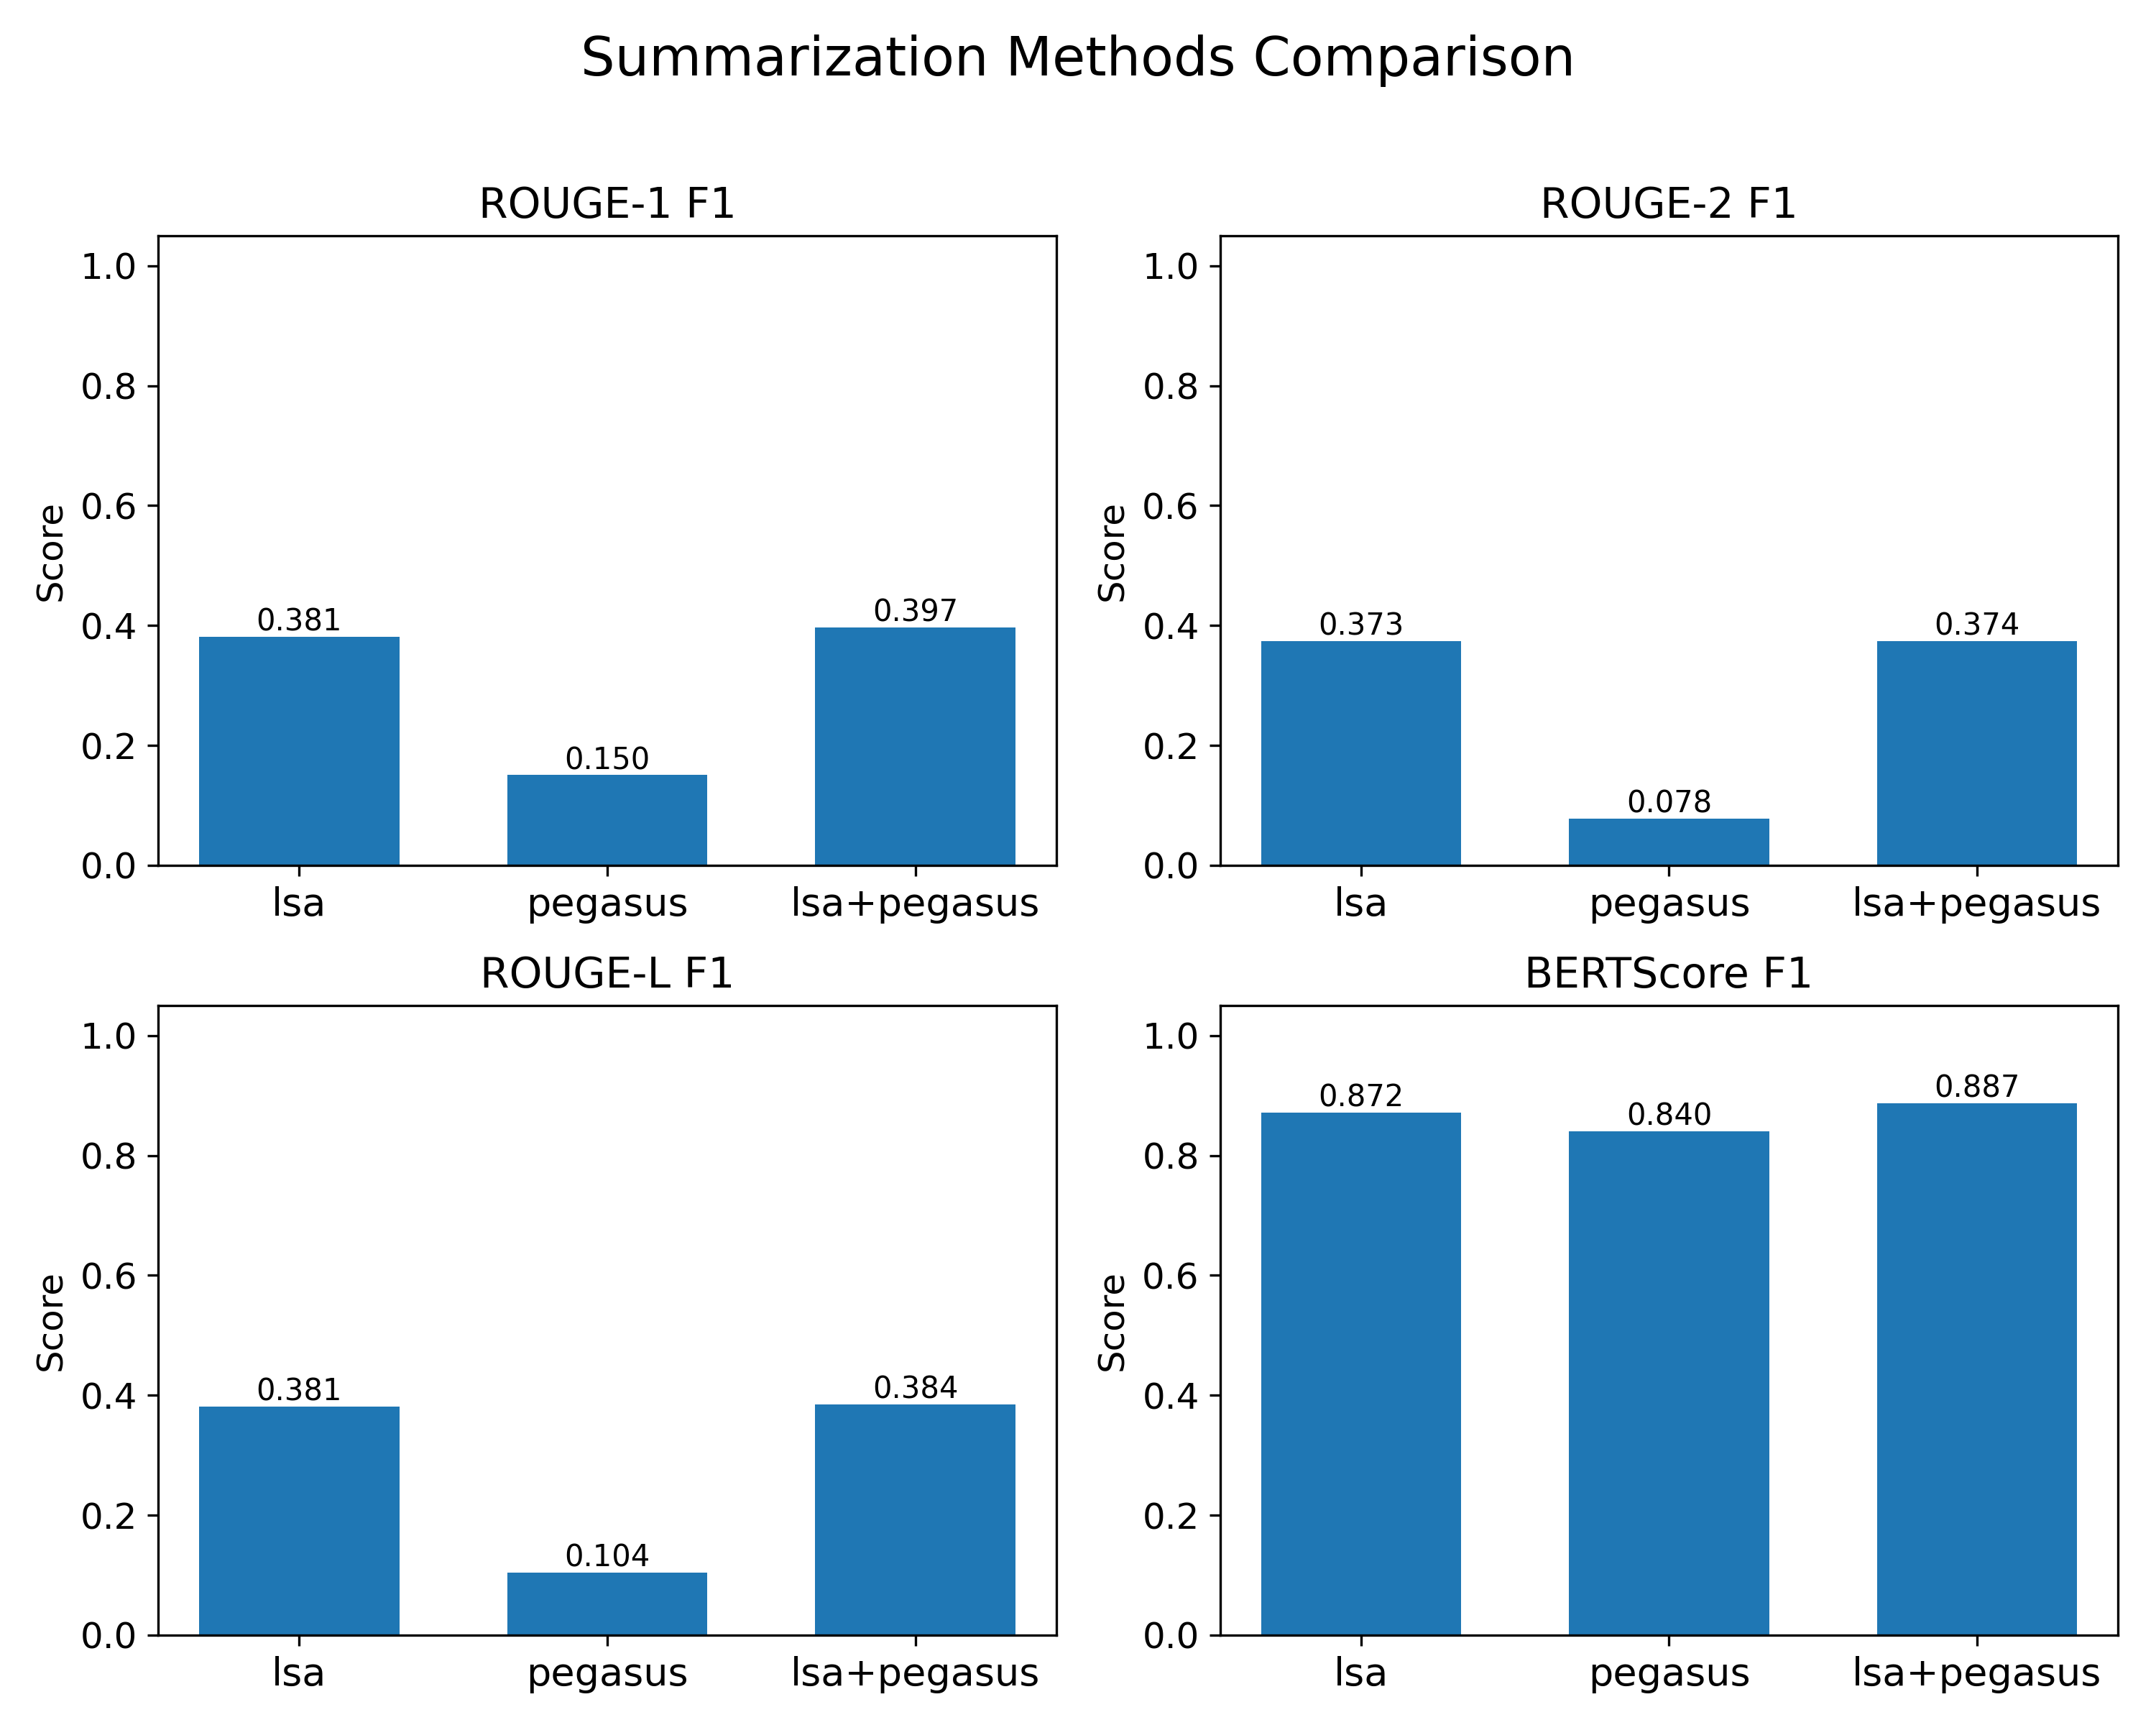 Summarization Methods Comparison
ROUGE-1 F1
Score
1.0
0.8
0.6
0.4
0.2
0.0
0.381
0.150
0.397
lsa
pegasus
lsa+pegasus
ROUGE-2 F1
Score
1.0
0.8
0.6
0.4
0.2
0.0
0.373
0.078
0.374
lsa
pegasus
lsa+pegasus
ROUGE-L F1
Score
1.0
0.8
0.6
0.4
0.2
0.0
0.381
0.104
0.384
lsa
pegasus
lsa+pegasus
BERTScore F1
Score
1.0
0.8
0.6
0.4
0.2
0.0
0.872
0.840
0.887
lsa
pegasus
lsa+pegasus